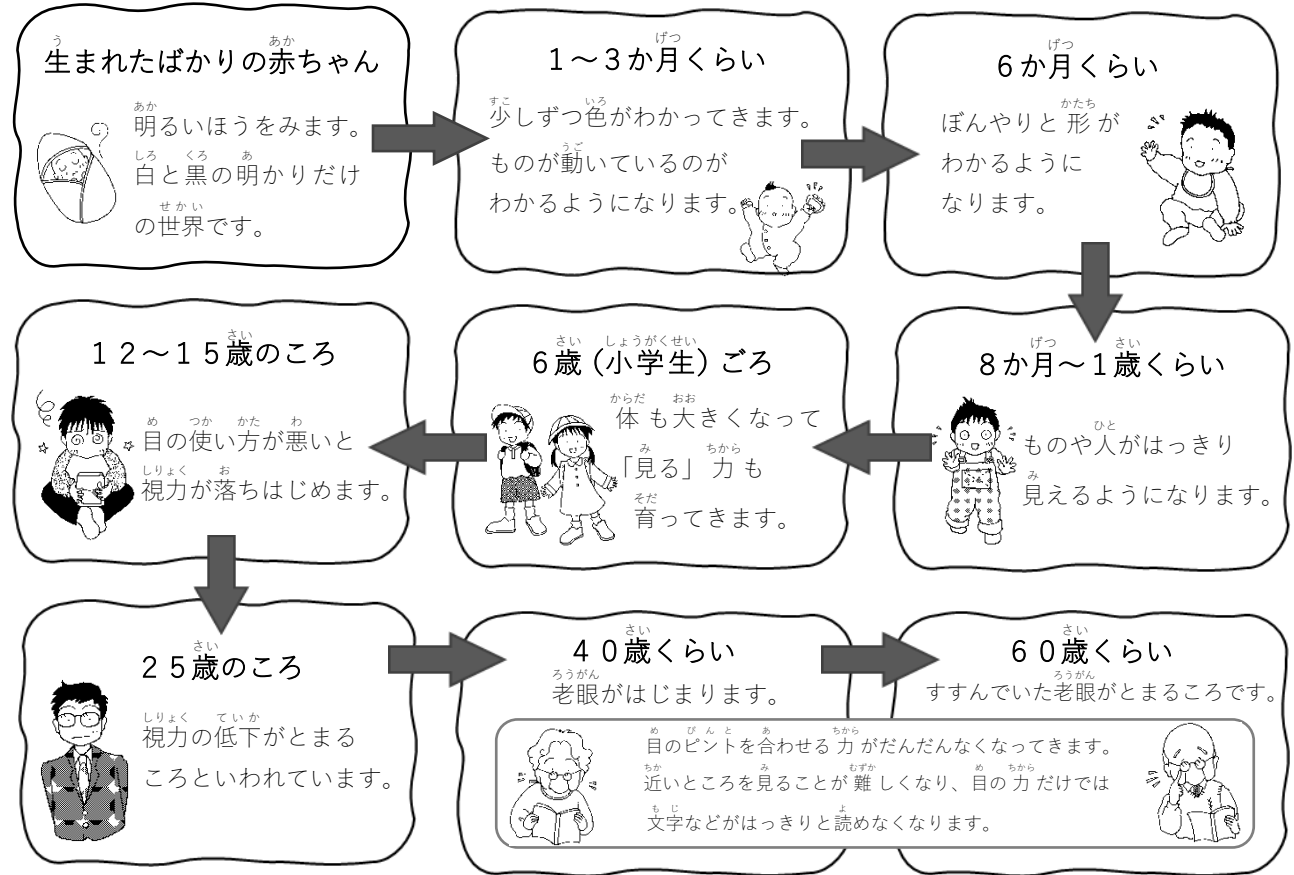 生まれたばかりの赤ちゃん
明るいほうをみます。
白と黒の明かりだけ
の世界です。
1～3か月くらい
少しずつ色がわかってきます。
ものが動いているのが
わかるようになります。
6か月くらい
ぼんやりと形が
わかるように
なります。
8か月～1歳くらい
ものや人がはっきり
見えるようになります。
6歳(小学生)ごろ
体も大きくなって
「見る」力も
育ってきます。
12～15歳のころ
目の使い方が悪いと
視力が落ちはじめます。
25歳のころ
視力の低下がとまる
ころといわれています。
40歳くらい
老眼がはじまります。
60歳くらい
すすんでいた老眼がとまるころです。
目のピントを合わせる力がだんだんなくなってきます。
近いところを見ることが難しくなり、目の力だけでは
文字などがはっきりと読めなくなります。